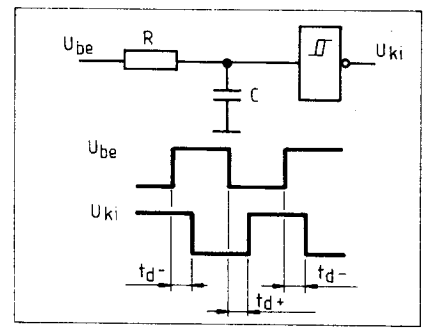 U_be R U_ki
C
U_be
U_ki
t_d- t_d+ t_d-